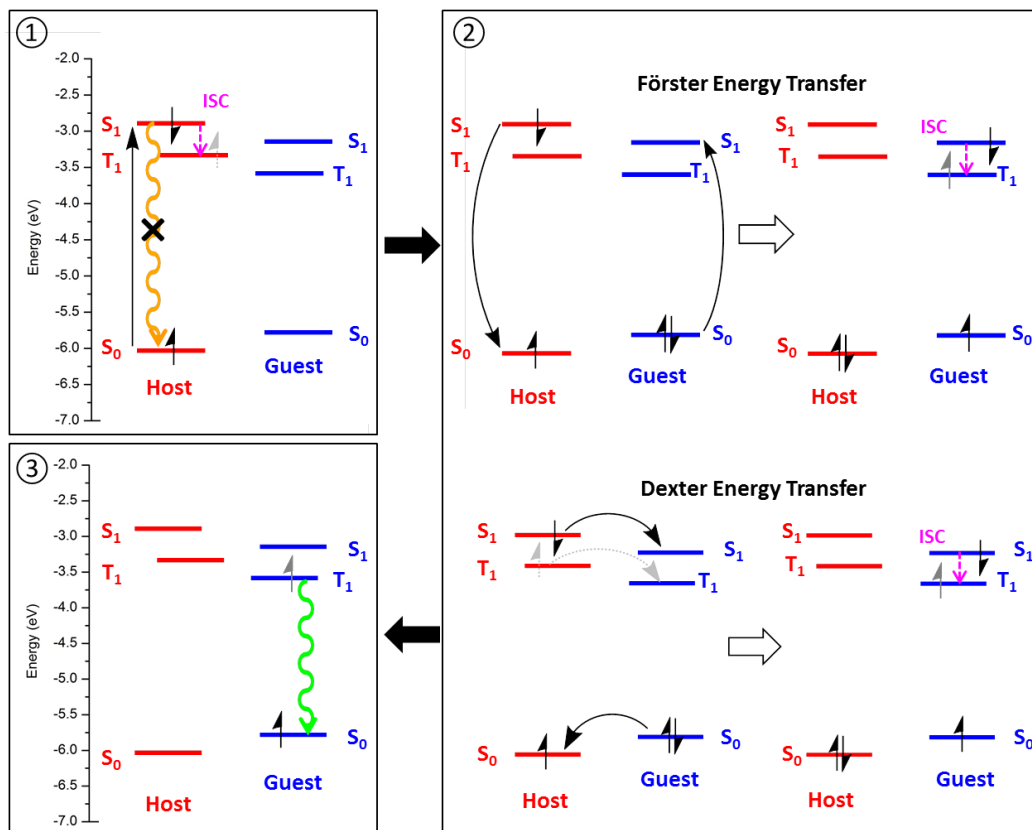 ①
-2.0
-2.5
-3.0
-3.5
-4.0
-4.5
-5.0
-5.5
-6.0
-6.5
-7.0
Energy (eV)
ISC
S1
S1
T1
T1
S0
S0
Guest
Host
②
Förster Energy Transfer
S1
S1
T1
T1
S0
S0
Host
Guest
ISC
S1
S1
T1
T1
S0
S0
Host
Guest
Dexter Energy Transfer
S1
S1
T1
T1
S0
S0
Host
Guest
ISC
S1
S1
T1
T1
S0
S0
Host
Guest
③
-2.0
-2.5
-3.0
-3.5
-4.0
-4.5
-5.0
-5.5
-6.0
-6.5
-7.0
Energy (eV)
S1
S1
T1
T1
S0
S0
Host
Guest